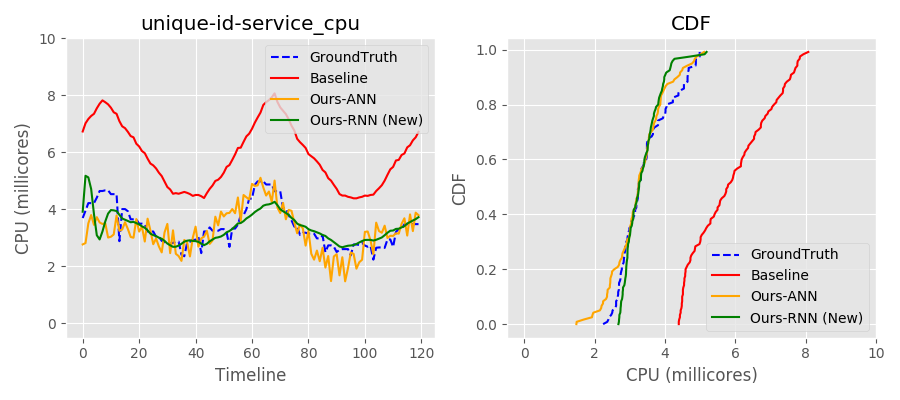 unique-id-service_cpu
CPU (millicores)
10
8
6
4
2
0
0
20
40
60
80
100
120
Timeline
GroundTruth
Baseline
Ours-ANN
Ours-RNN (New)
CDF
CDF
1.0
0.8
0.6
0.4
0.2
0.0
0
2
4
6
8
10
CPU (millicores)
GroundTruth
Baseline
Ours-ANN
Ours-RNN (New)